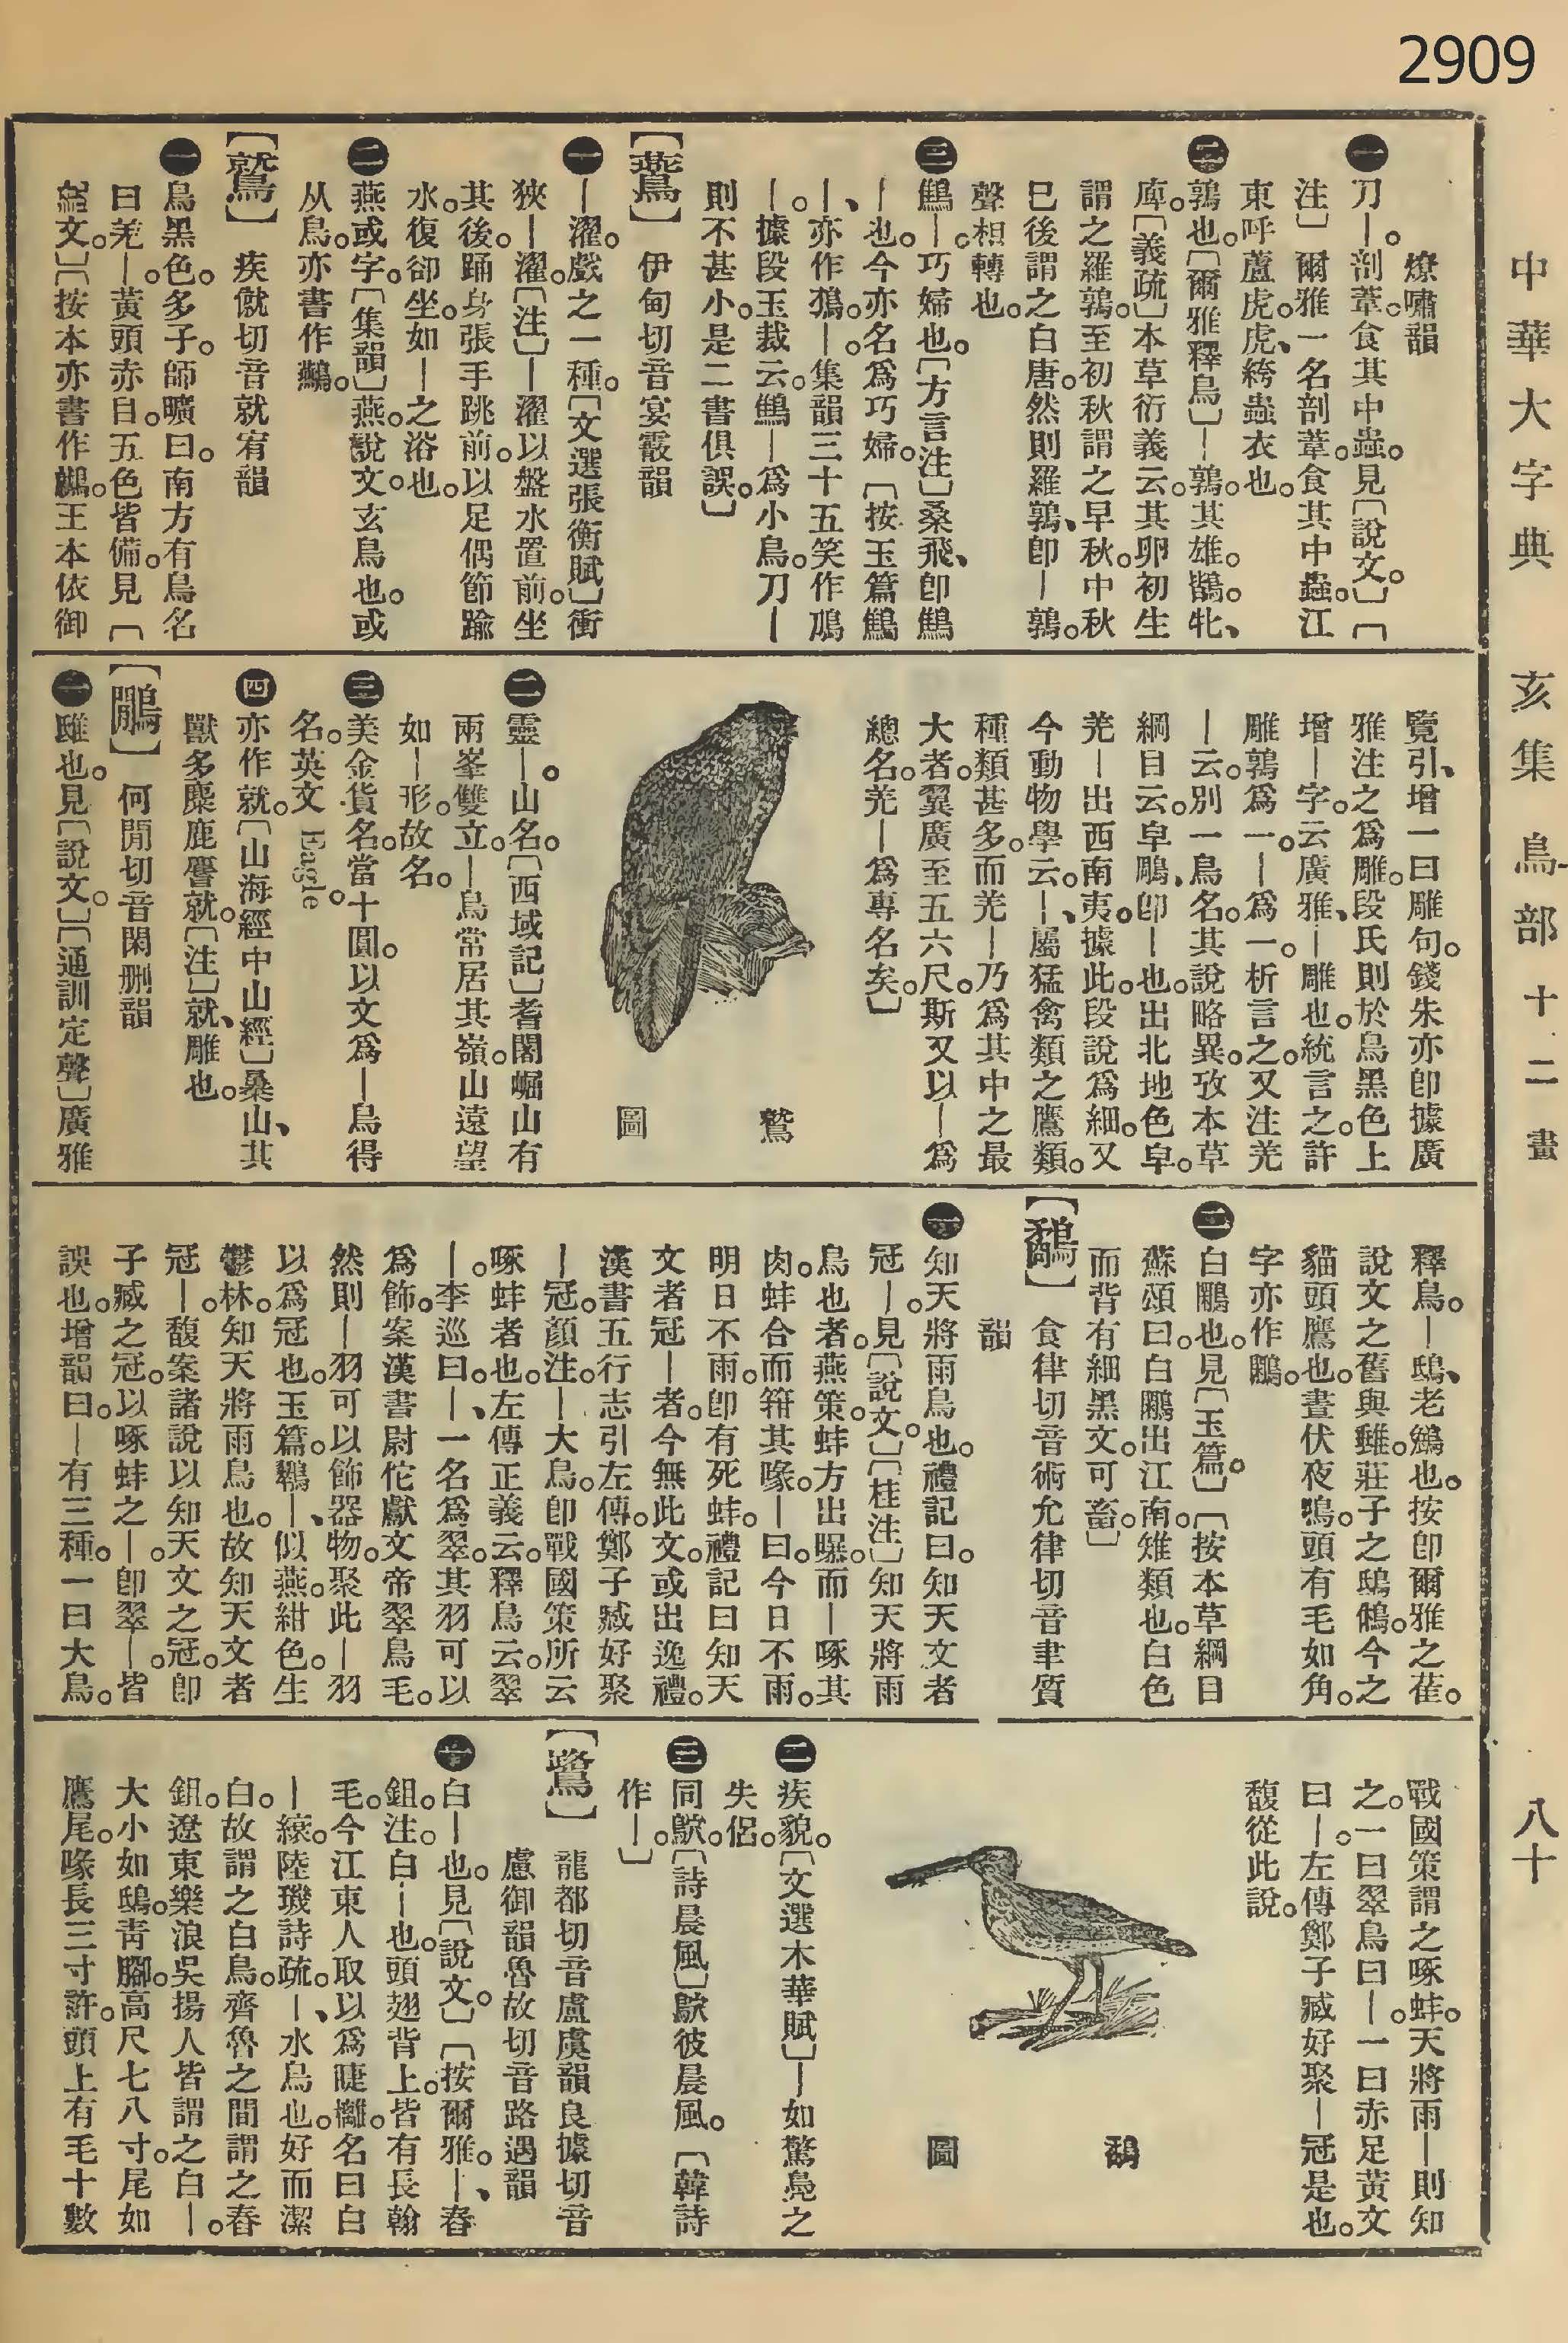 2909
中華大字典 亥集 鳥部 十二畫 八十
燎嘯韻
㊀刀—。剖葦。食其中蟲。見〔說文。〕〔
注〕爾雅一名剖葦。食其中蟲。江
東呼蘆虎。虎、絝蟲衣也。
㊁鶉也。〔爾雅釋鳥〕—鶉。其雄。鶛。牝、
庳。〔義疏〕本草衍義云。其卵初生
謂之羅鶉。至初秋謂之早秋。中秋
巳後謂之白唐。然則羅鶉、卽—鶉。
聲相轉也。
㊂鷦—。巧婦也。〔方言注〕桑飛、卽鷦
—也。今亦名爲巧婦。〔按玉篇鷦
—、亦作鴵—。集韻三十五笑作鳭
—。據段玉裁云。鷦—爲小鳥。刀—
則不甚小。是二書俱誤。〕
【鷰】 伊甸切音宴霰韻
㊀—濯。戲之一種。〔文選張衡賦〕衝
狹—濯。〔注〕—濯以盤水置前。坐
其後。踊身張手跳前。以足偶節踰
水。復卻坐。如—之浴也。
㊁燕或字。〔集韻〕燕。說文。玄鳥也。或
从鳥。亦書作鷰。
【鷲】 疾僦切音就宥韻
㊀鳥黑色。多子。師曠曰。南方有鳥名
曰羌—。黃頭赤目。五色皆備。見〔
說文。〕〔按本亦書作鷲。王本依御
覽引、增一曰雕句。錢朱亦卽據廣
雅注之爲雕。段氏則於鳥黑色上
增—字。云廣雅、—雕也。統言之。許
雕鶉爲一。—爲一。析言之。又注羌
—云。別一鳥名。其說略異。攷本草
綱目云。皁鵰、卽—也。出北地。色皁。
羌—出西南夷。據此。段說爲細。又
今動物學云。—、屬猛禽類之鷹類。
種類甚多。而羌—乃爲其中之最
大者。翼廣至五六尺。斯又以—爲
總名。羌—爲專名矣。〕
鷲 圖
㊁靈—。山名。〔西域記〕耆闍崛山有
兩峯雙立。—鳥常居其嶺。山遠望
如—形。故名。
㊂美金貨名。當十圓。以文爲—鳥得
名。英文 Eagle。
㊃亦作就。〔山海經中山經〕㯱山、其
獸多麋鹿麢就。〔注〕就、雕也。
【鷳】 何閒切音閑刪韻
㊀鴟也。見〔說文。〕〔通訓定聲〕廣雅
釋鳥。—鴟、老鵵也。按卽爾雅之萑。
說文之舊與雖。莊子之鴟鵂。今之
貓頭鷹也。晝伏夜鳴。頭有毛如角。
字亦作鷴。
㊁白鷴也。見〔玉篇。〕〔按本草綱目
蘇頌曰。白鷴出江南。雉類也。白色
而背有細黑文。可畜。〕
【鷸】 食律切音術允律切音聿質
韻
㊀知天將雨鳥也。禮記曰。知天文者
冠—。見〔說文。〕〔桂注〕知天將雨
鳥也者。燕策。蚌方出曝。而—啄其
肉。蚌合而箝其喙。—曰。今日不雨。
明日不雨。卽有死蚌。禮記曰知天
文者冠—者。今無此文。或出逸禮。
漢書五行志引左傳。鄭子臧好聚
—冠。顏注。—大鳥。卽戰國策所云
啄蚌者也。左傳正義云。釋鳥云。翠
—。李巡曰。—、一名爲翠。其羽可以
爲飾。案漢書尉佗獻文帝翠鳥毛。
然則—羽可以飾器物。聚此—羽
以爲冠也。玉篇。鷸—、似燕。紺色。生
鬱林。知天將雨鳥也。故知天文者
冠—。馥案諸說以知天文之冠。卽
子臧之冠。以啄蚌之—。卽翠—。皆
誤也。增韻曰。—有三種。一曰大鳥。
戰國策謂之啄蚌。天將雨—則知
之。一曰翠鳥曰—。一曰赤足黃文
曰—。左傳鄭子臧好聚—冠是也。
馥從此說。
鷸 圖
㊁疾貌。〔文選木華賦〕—如驚鳧之
失侶。
㊂同鴥。〔詩晨風〕鴥彼晨風。〔韓詩
作—。〕
【鷺】 龍都切音盧虞韻良據切音
慮御韻魯故切音路遇韻
㊀白—也。見〔說文。〕〔按爾雅。—、舂
鉏。注。白—也。頭翅背上。皆有長翰
毛。今江東人取以爲睫攡。名曰白
—縗。陸璣詩疏。—、水鳥也。好而潔
白。故謂之白鳥。齊魯之間謂之舂
鉏。遼東樂浪吳揚人皆謂之白—。
大小如鴟。青腳。高尺七八寸。尾如
鷹尾。喙長三寸許。頭上有毛十數